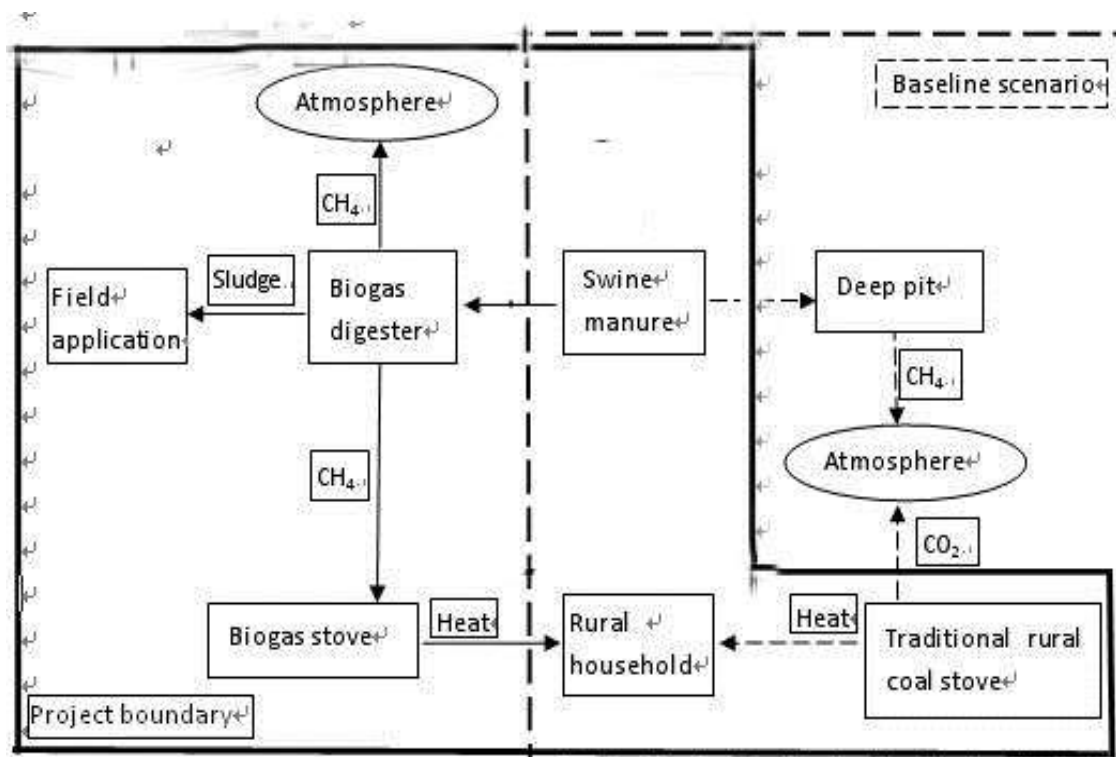 Baseline scenario
Atmosphere
CH₄
Field
application
Sludge
Biogas
digester
Swine
manure
Deep pit
CH₄
Atmosphere
CH₄
CO₂
Biogas stove
Heat
Rural
household
Heat
Traditional rural
coal stove
Project boundary